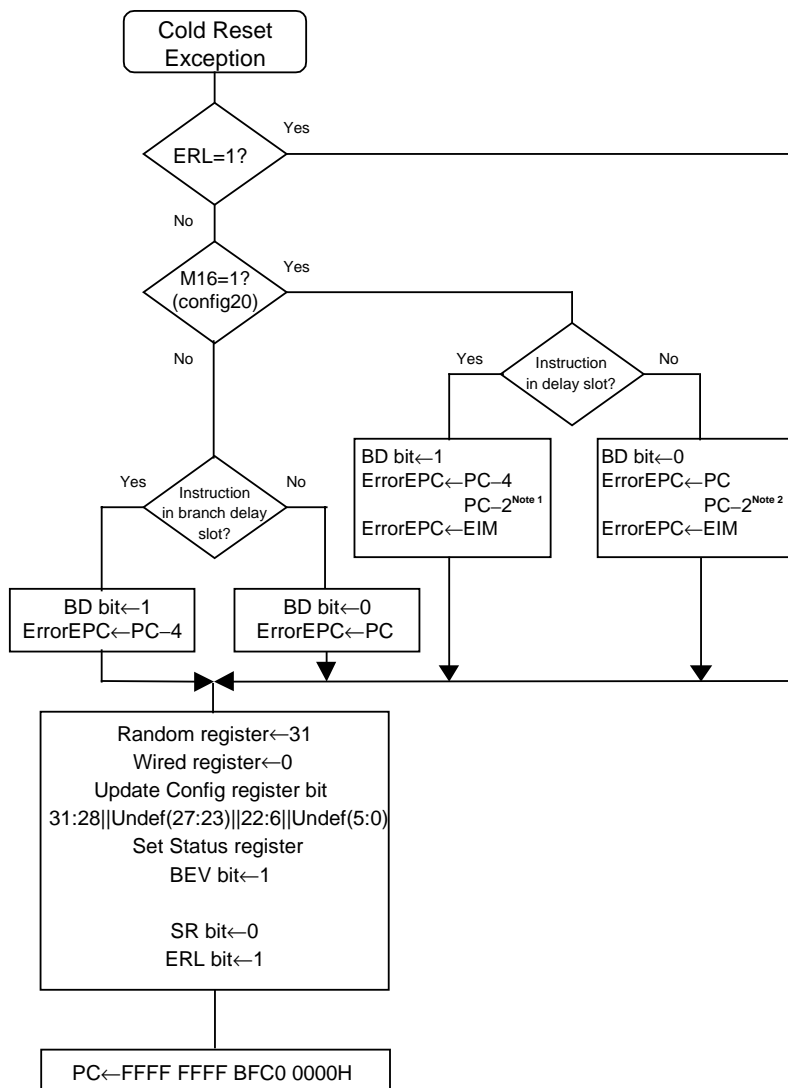 Cold Reset
Exception
Yes
ERL=1?
No
M16=1?
(config20)
Yes
No
Yes
Instruction
in delay slot?
No
BD bit←1
ErrorEPC←PC–4
PC–2Note 1
ErrorEPC←EIM
BD bit←0
ErrorEPC←PC
PC–2Note 2
ErrorEPC←EIM
Yes
Instruction
in branch delay
slot?
No
BD bit←1
ErrorEPC←PC–4
BD bit←0
ErrorEPC←PC
Random register←31
Wired register←0
Update Config register bit
31:28||Undef(27:23)||22:6||Undef(5:0)
Set Status register
BEV bit←1
SR bit←0
ERL bit←1
PC←FFFF FFFF BFC0 0000H